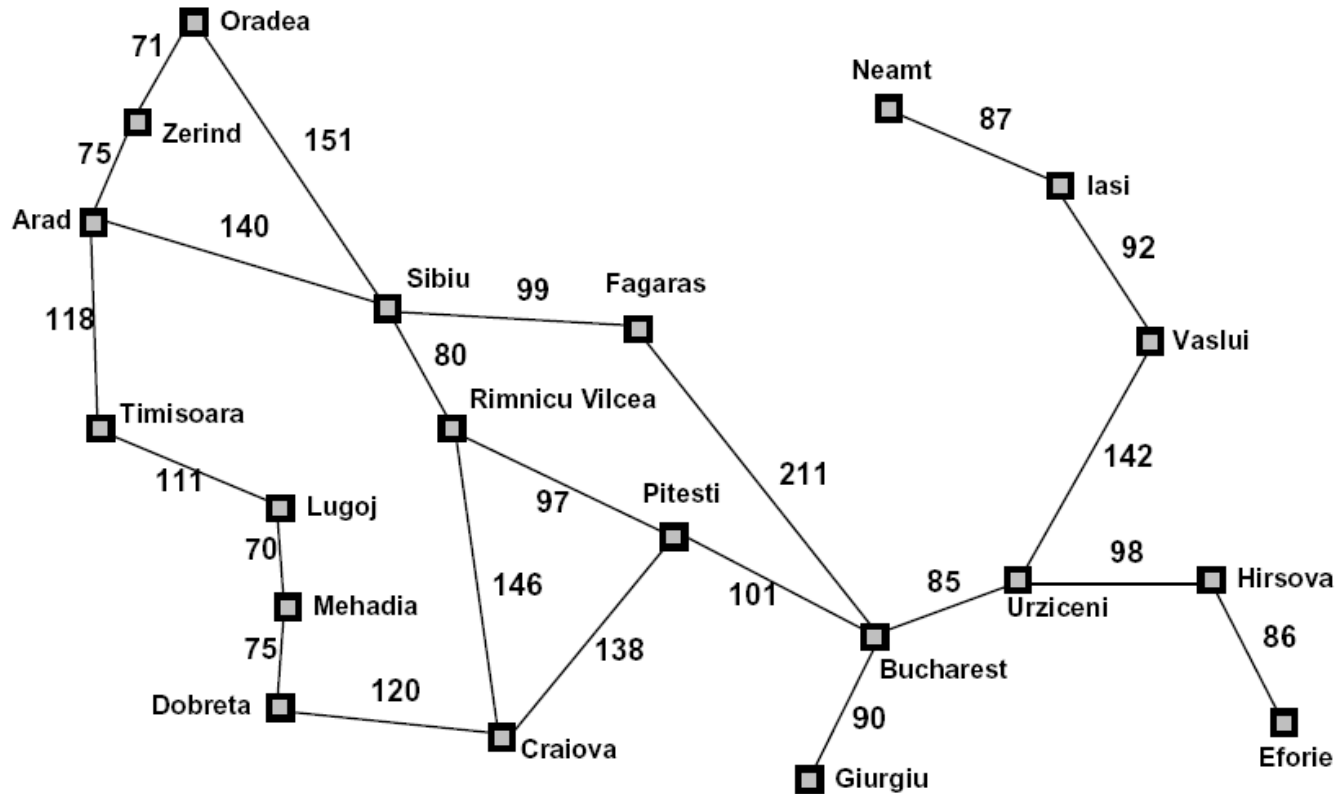 Oradea
71
Neamt
87
Zerind
151
75
Iasi
Arad
140
92
Sibiu
99
Fagaras
118
Vaslui
80
Rimnicu Vilcea
Timisoara
142
111
211
Lugoj
97
Pitesti
70
98
Hirsova
146
101
85
Urziceni
Mehadia
86
75
138
Bucharest
120
Dobreta
90
Craiova
Eforie
Giurgiu